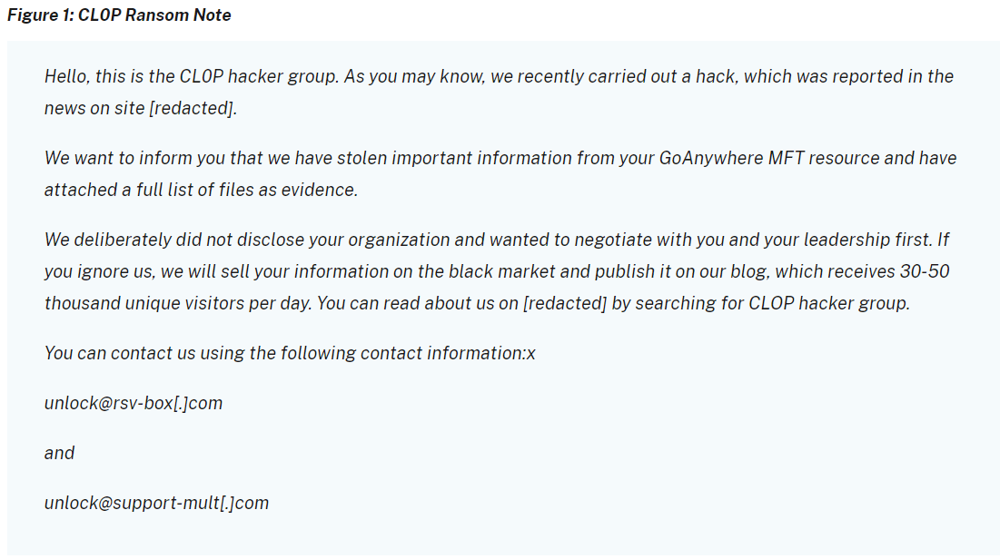 Figure 1: CL0P Ransom Note
Hello, this is the CL0P hacker group. As you may know, we recently carried out a hack, which was reported in the
news on site [redacted].
We want to inform you that we have stolen important information from your GoAnywhere MFT resource and have
attached a full list of files as evidence.
We deliberately did not disclose your organization and wanted to negotiate with you and your leadership first. If
you ignore us, we will sell your information on the black market and publish it on our blog, which receives 30-50
thousand unique visitors per day. You can read about us on [redacted] by searching for CLOP hacker group.
You can contact us using the following contact information:x
unlock@rsv-box[.]com
and
unlock@support-mult[.]com